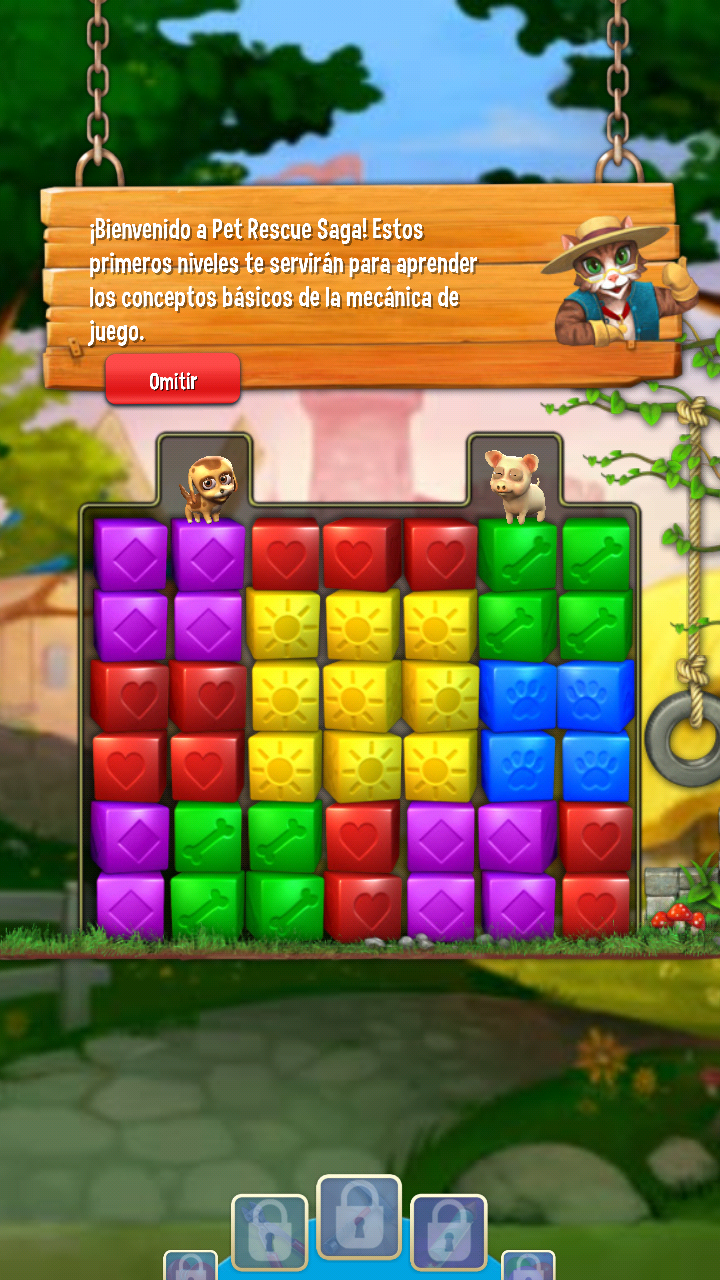 ¡Bienvenido a Pet Rescue Saga! Estos
primeros niveles te servirán para aprender
los conceptos básicos de la mecánica de
juego.
Omitir